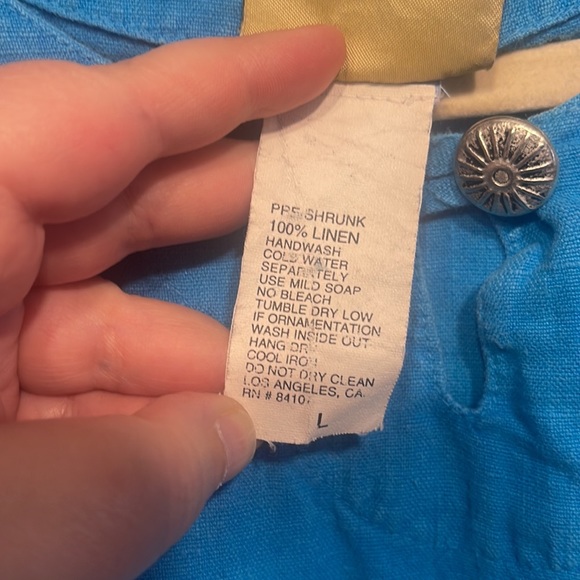 PRE-SHRUNK
100% LINEN
HANDWASH
COLD WATER
SEPARATELY
USE MILD SOAP
NO BLEACH
TUMBLE DRY LOW
IF ORNAMENTATION
WASH INSIDE OUT
HANG DRY
COOL IRON
DO NOT DRY CLEAN
LOS ANGELES, CA.
RN #
L